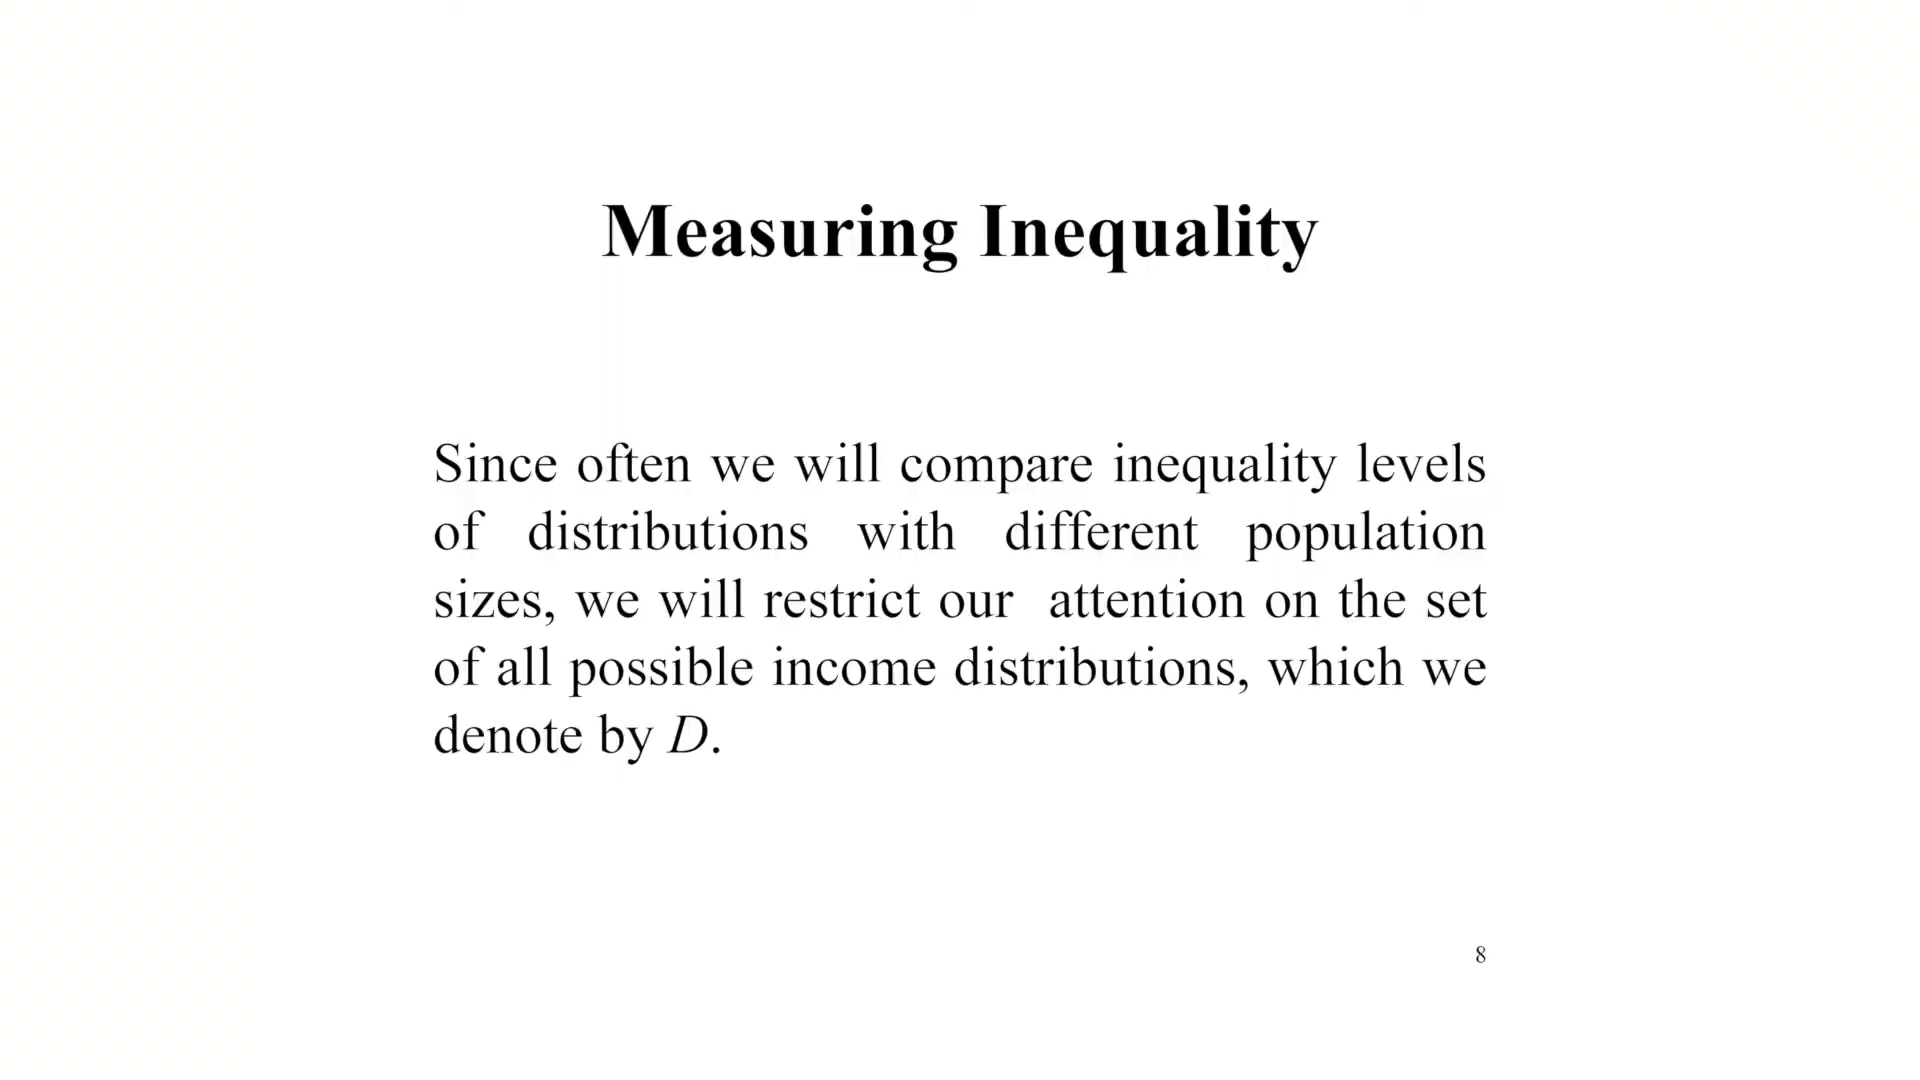 Measuring Inequality
Since often we will compare inequality levels
of distributions with different population
sizes, we will restrict our attention on the set
of all possible income distributions, which we
denote by D.
8